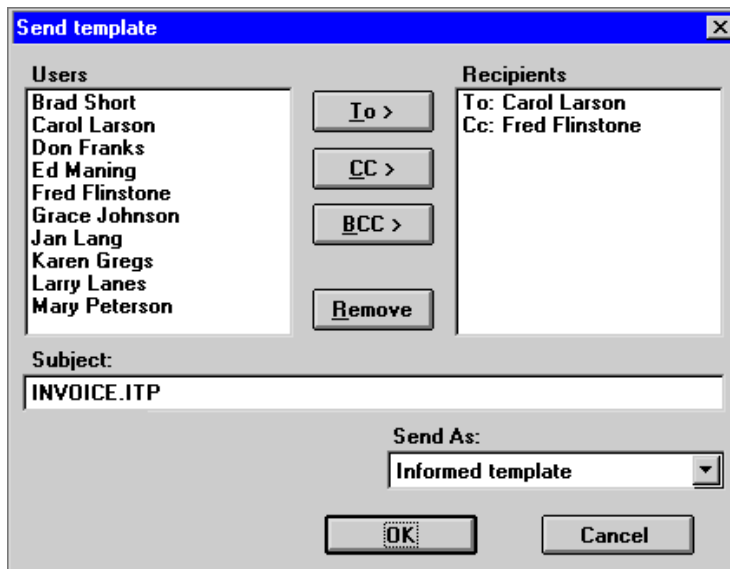 Send template
Users
Brad Short
Carol Larson
Don Franks
Ed Maning
Fred Flinstone
Grace Johnson
Jan Lang
Karen Gregs
Larry Lanes
Mary Peterson
To >
CC >
BCC >
Remove
Recipients
To: Carol Larson
Cc: Fred Flinstone
Subject:
INVOICE.ITP
Send As:
Informed template
OK
Cancel